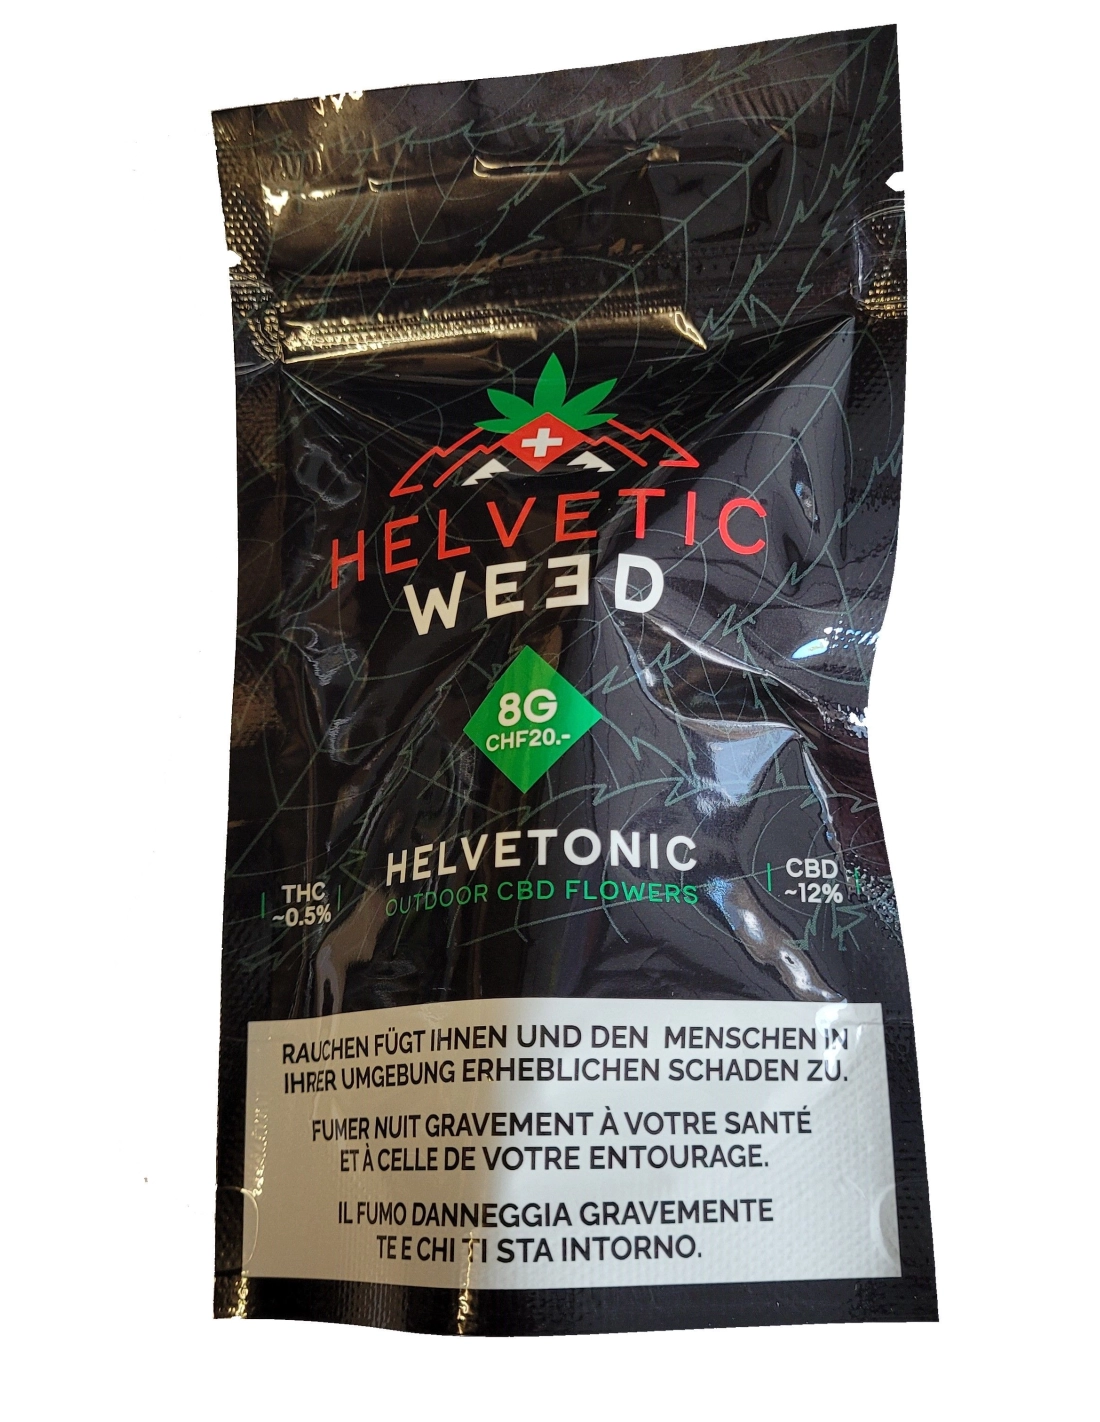 HELVETIC
WEƎD
8G
CHF20.-
HELVETONIC
OUTDOOR CBD FLOWERS
THC
~0.5%
CBD
~12%
RAUCHEN FÜGT IHNEN UND DEN MENSCHEN IN
IHRER UMGEBUNG ERHEBLICHEN SCHADEN ZU.
FUMER NUIT GRAVEMENT À VOTRE SANTÉ
ET À CELLE DE VOTRE ENTOURAGE.
IL FUMO DANNEGGIA GRAVEMENTE
TE E CHI TI STA INTORNO.